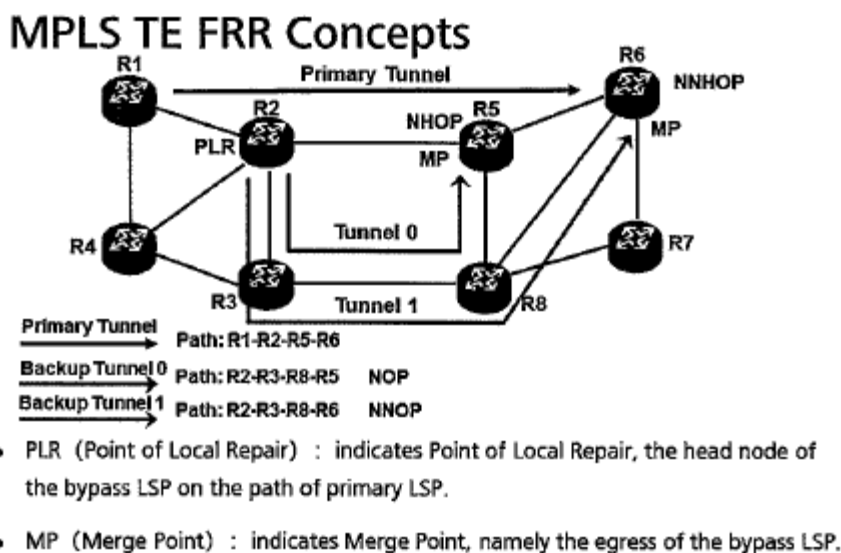 MPLS TE FRR Concepts
R1
Primary Tunnel
R6
NNHOP
R2
NHOP
R5
PLR
MP
MP
Tunnel 0
R4
R7
R3
Tunnel 1
R8
Primary Tunnel
Path: R1-R2-R5-R6
Backup Tunnel 0
Path: R2-R3-R8-R5 NOP
Backup Tunnel 1
Path: R2-R3-R8-R6 NNOP
• PLR (Point of Local Repair) : indicates Point of Local Repair, the head node of
the bypass LSP on the path of primary LSP.
• MP (Merge Point) : indicates Merge Point, namely the egress of the bypass LSP.